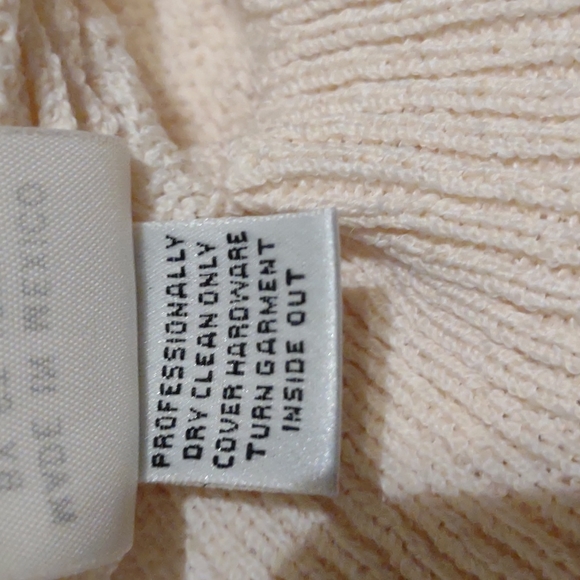 MADE IN MEXICO
PROFESSIONALLY
DRY CLEAN ONLY
COVER HARDWARE
TURN GARMENT
INSIDE OUT